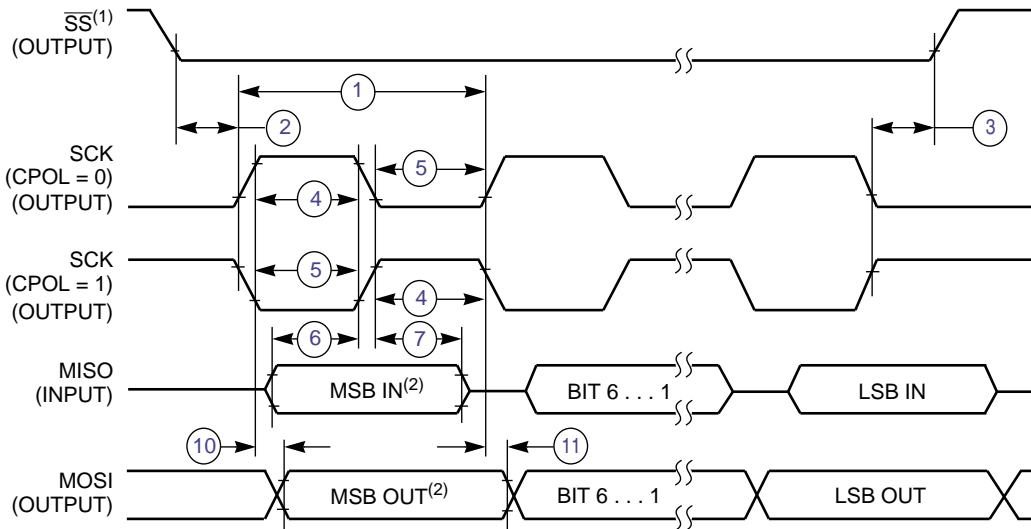 SS(1)
(OUTPUT)
1
2
3
SCK
(CPOL = 0)
(OUTPUT)
5
4
SCK
(CPOL = 1)
(OUTPUT)
5
4
6
7
MISO
(INPUT)
MSB IN(2)
BIT 6 . . . 1
LSB IN
10
11
MOSI
(OUTPUT)
MSB OUT(2)
BIT 6 . . . 1
LSB OUT